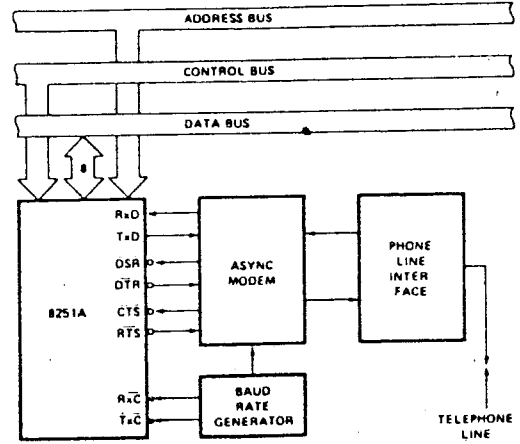 ADDRESS BUS
CONTROL BUS
DATA BUS
8
8251A
RxD
TxD
DSR
DTR
CTS
RTS
RxC
TxC
ASYNC
MODEM
BAUD
RATE
GENERATOR
PHONE
LINE
INTER
FACE
TELEPHONE
LINE